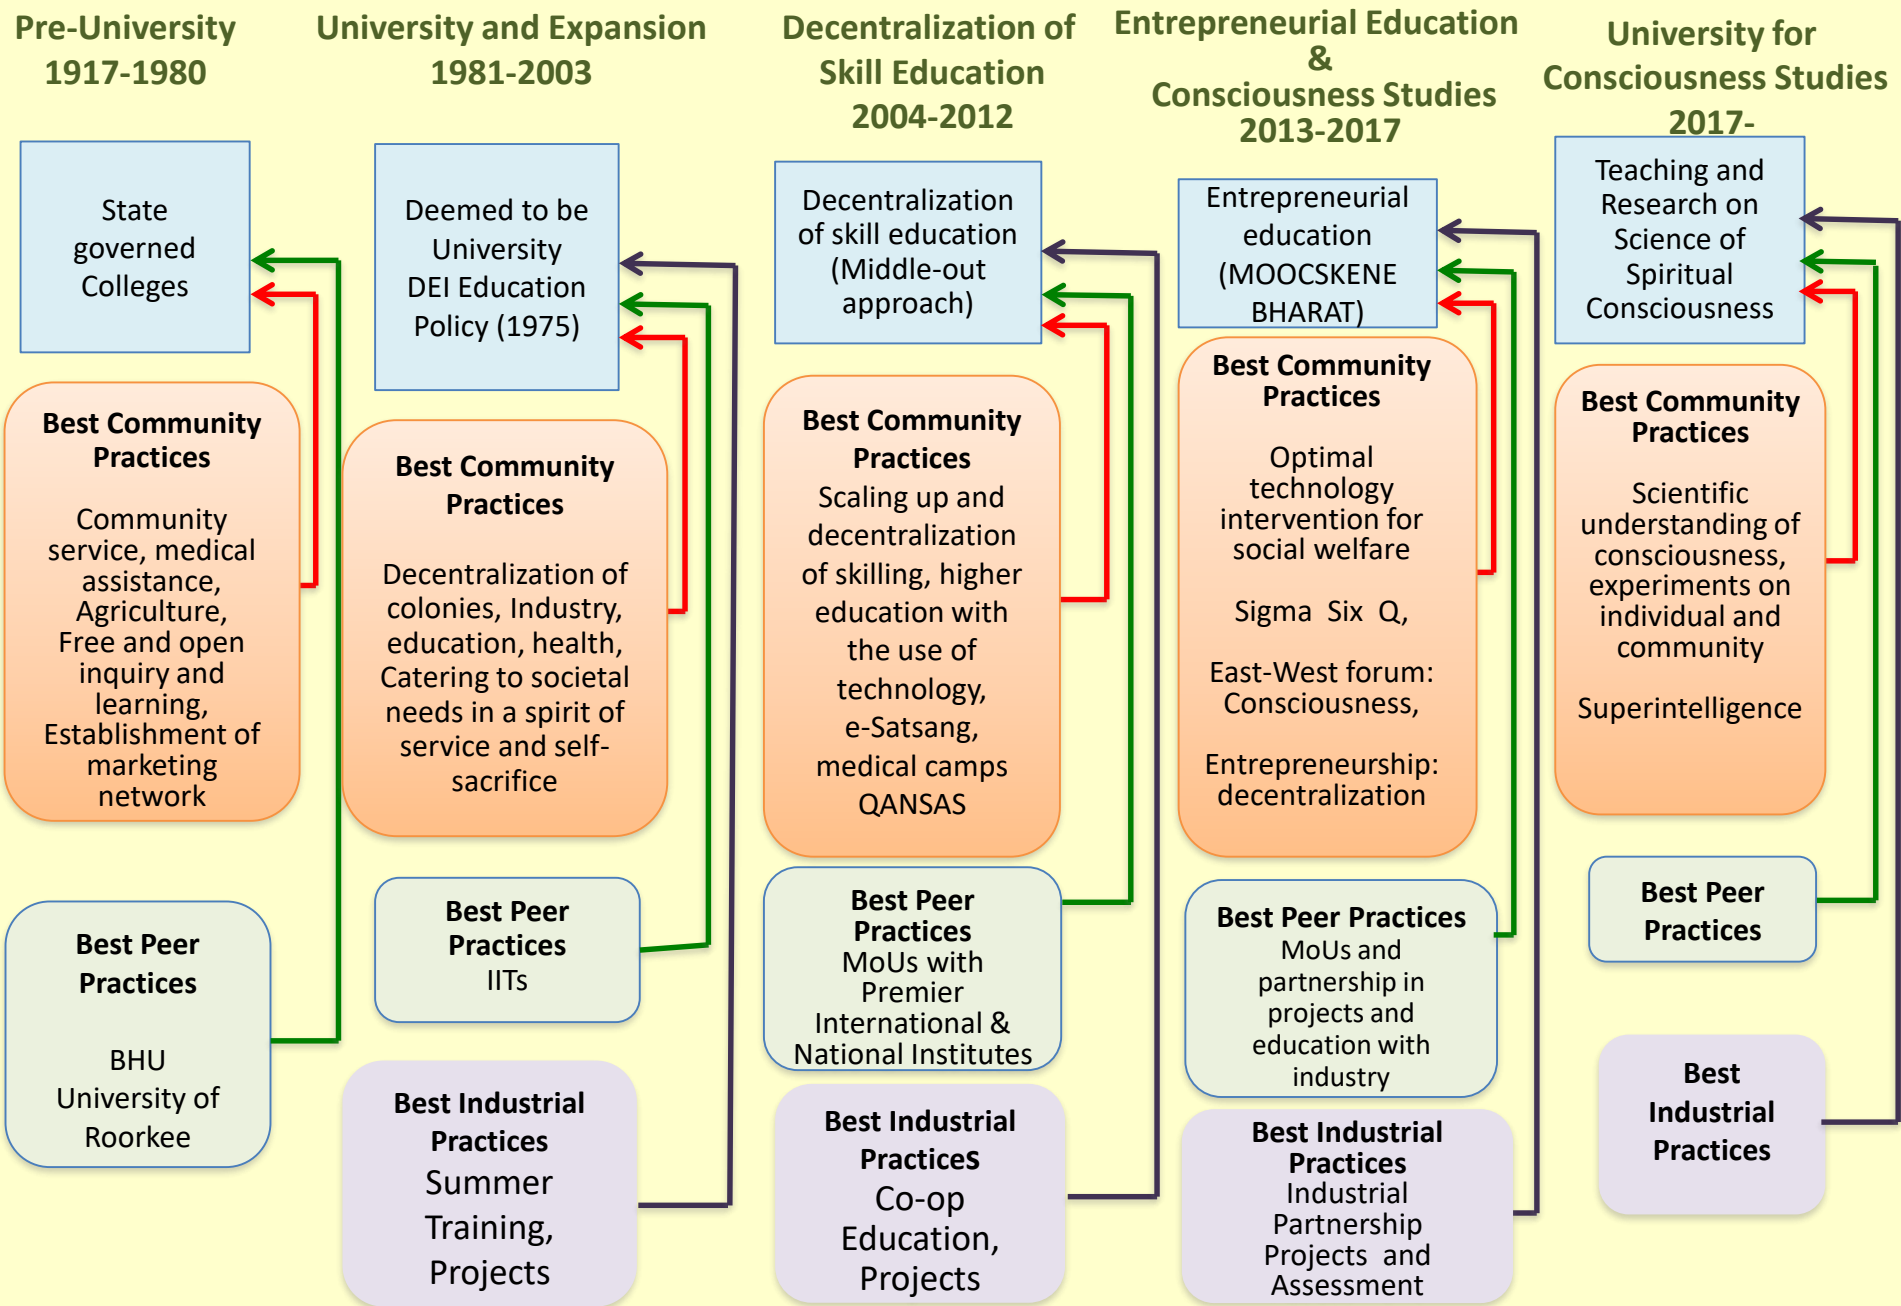 Pre-University
1917-1980
State
governed
Colleges
Best Community
Practices
Community
service, medical
assistance,
Agriculture,
Free and open
inquiry and
learning,
Establishment of
marketing
network
Best Peer
Practices
BHU
University of
Roorkee
University and Expansion
1981-2003
Deemed to be
University
DEI Education
Policy (1975)
Best Community
Practices
Decentralization of
colonies, Industry,
education, health,
Catering to societal
needs in a spirit of
service and self-
sacrifice
Best Peer
Practices
IITs
Best Industrial
Practices
Summer
Training,
Projects
Decentralization of
Skill Education
2004-2012
Decentralization
of skill education
(Middle-out
approach)
Best Community
Practices
Scaling up and
decentralization
of skilling, higher
education with
the use of
technology,
e-Satsang,
medical camps
QANSAS
Best Peer
Practices
MoUs with
Premier
International &
National Institutes
Best Industrial
Practices
Co-op
Education,
Projects
Entrepreneurial Education
&
Consciousness Studies
2013-2017
Entrepreneurial
education
(MOOCSKENE
BHARAT)
Best Community
Practices
Optimal
technology
intervention for
social welfare
Sigma Six Q,
East-West forum:
Consciousness,
Entrepreneurship:
decentralization
Best Peer Practices
MoUs and
partnership in
projects and
education with
industry
Best Industrial
Practices
Industrial
Partnership
Projects and
Assessment
University for
Consciousness Studies
2017-
Teaching and
Research on
Science of
Spiritual
Consciousness
Best Community
Practices
Scientific
understanding of
consciousness,
experiments on
individual and
community
Superintelligence
Best Peer
Practices
Best
Industrial
Practices